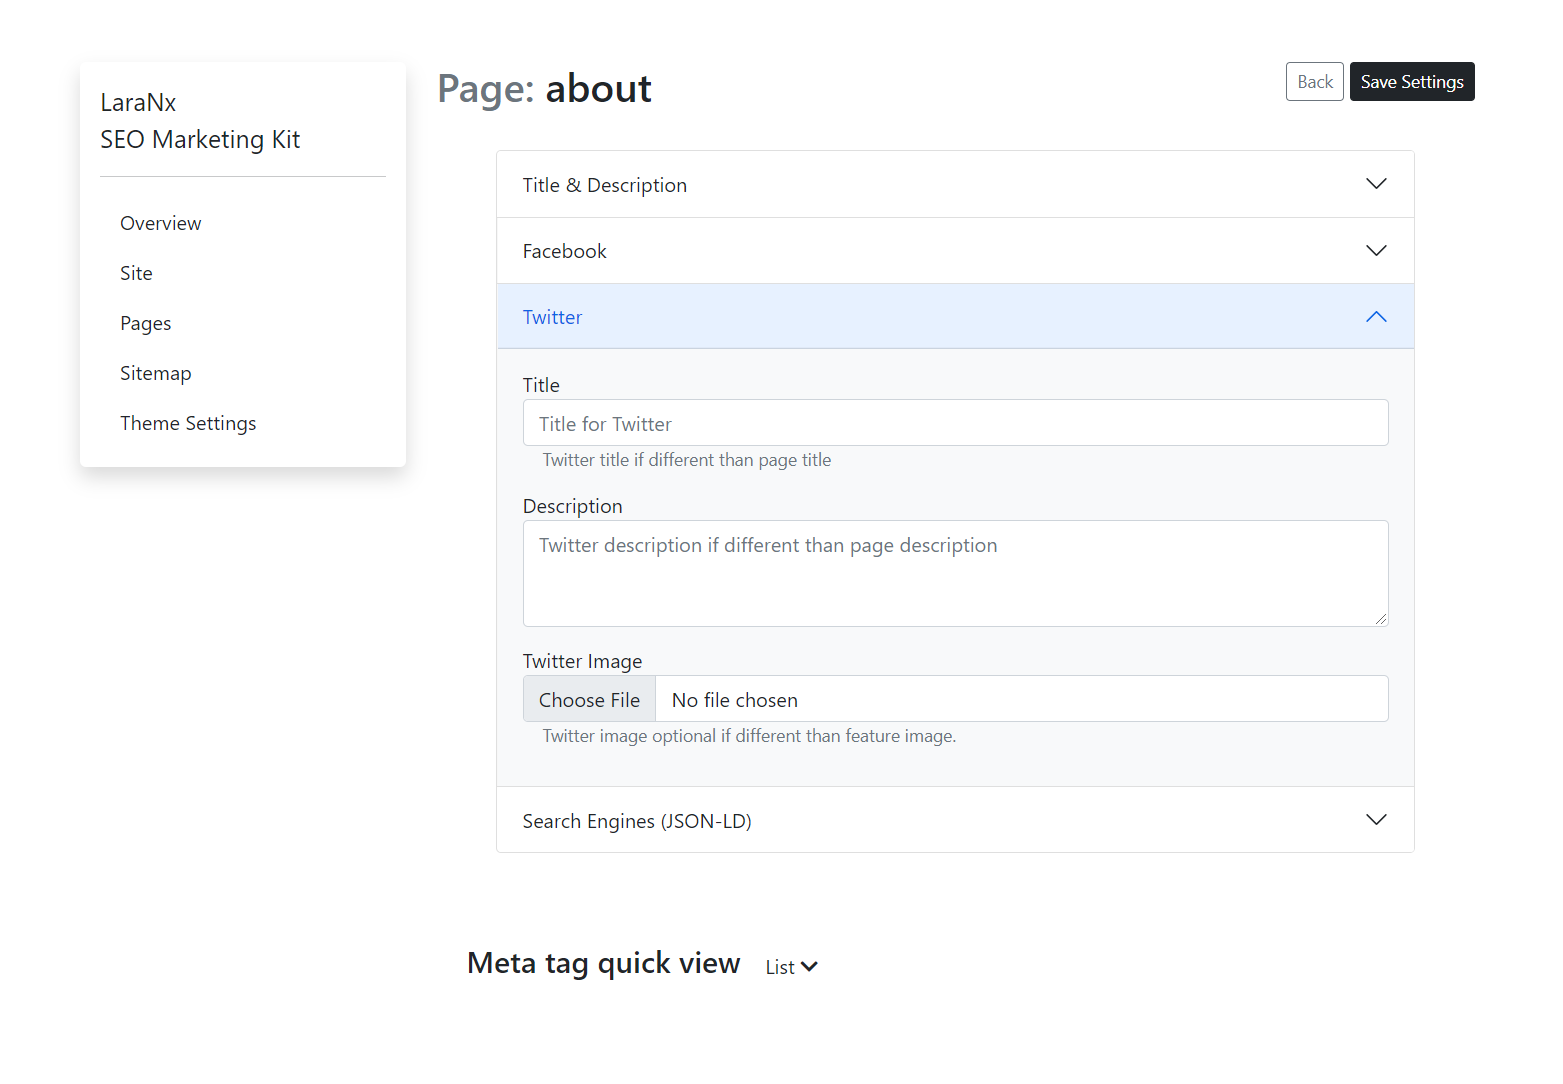 LaraNx
SEO Marketing Kit
Overview
Site
Pages
Sitemap
Theme Settings
Page: about
Back
Save Settings
Title & Description
Facebook
Twitter
Title
Title for Twitter
Twitter title if different than page title
Description
Twitter description if different than page description
Twitter Image
Choose File
No file chosen
Twitter image optional if different than feature image.
Search Engines (JSON-LD)
Meta tag quick view
List